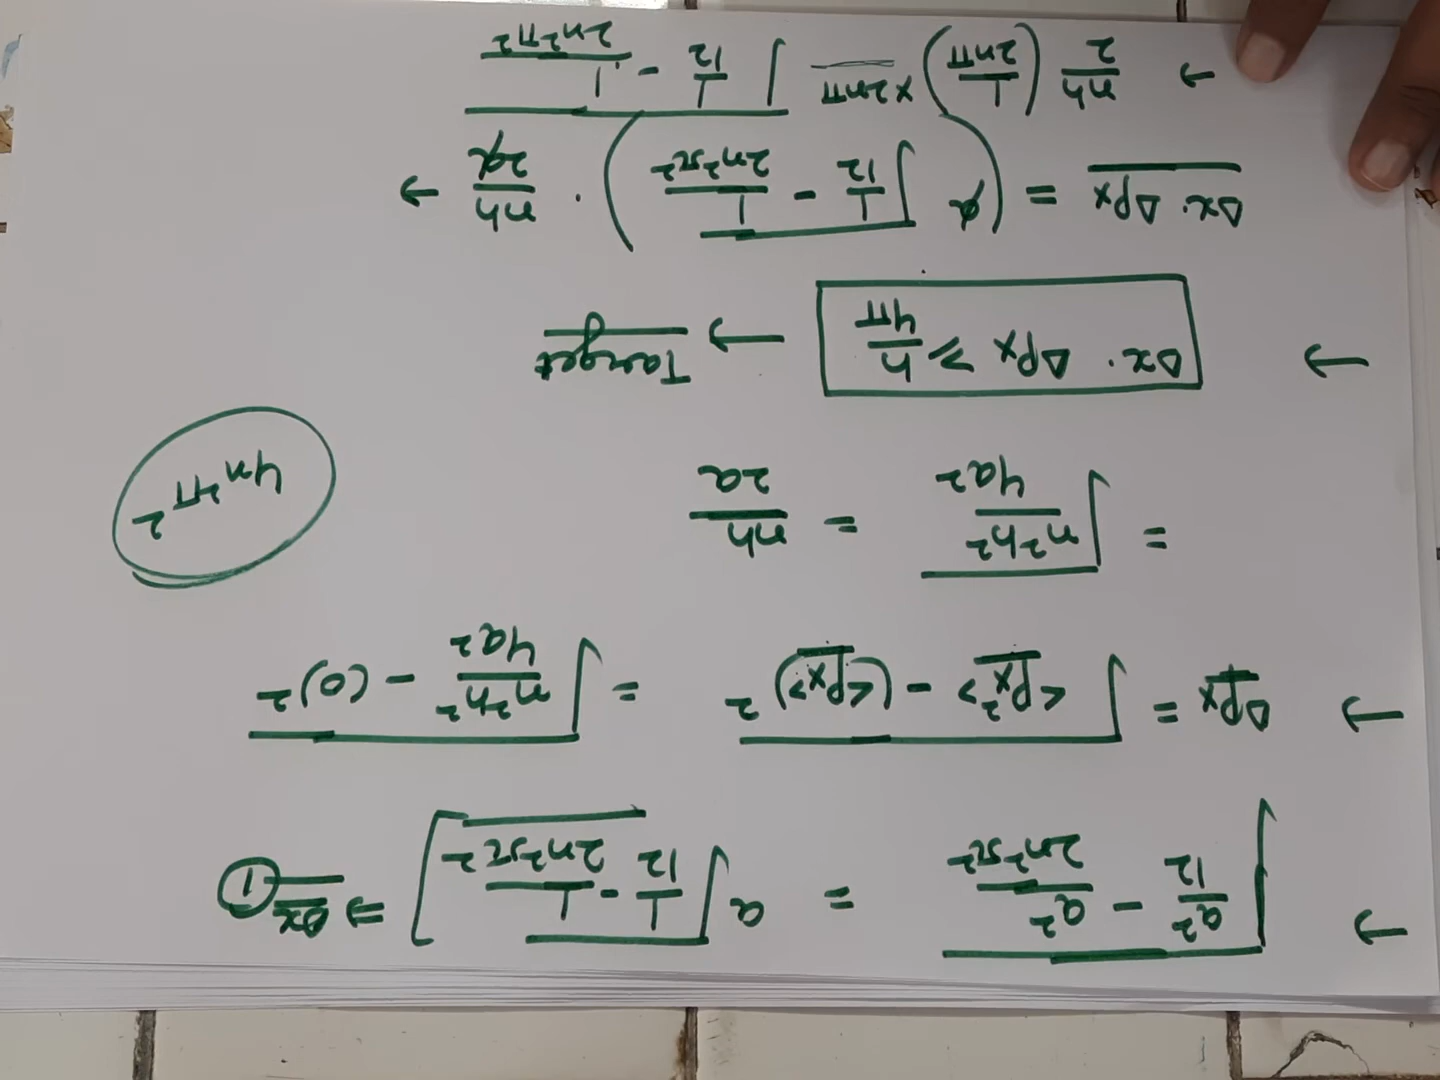 → √(a²/12 - a²/2n²π²) = a√(1/12 - 1/2n²π²)] ⇒ Δx ①
→ Δpx = √(<px²> - (<px>)²) = √(n²h²/4a² - (0)²)
= √(n²h²/4a²) = nh/2a
4n²π²
→ Δx. Δpx ≥ h/4π → Target
Δx. Δpx = (a√(1/12 - 1/2n²π²)) . nh/2a →
→ nh/2 (1/2nπ) × 2nπ √(1/12 - 1/2n²π²)